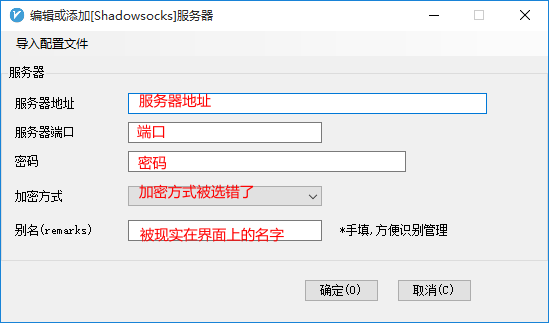 编辑或添加[Shadowsocks]服务器
导入配置文件
服务器
服务器地址 服务器地址
服务器端口 端口
密码 密码
加密方式 加密方式被选错了
别名(remarks) 被现实在界面上的名字 *手填,方便识别管理
确定(O) 取消(C)